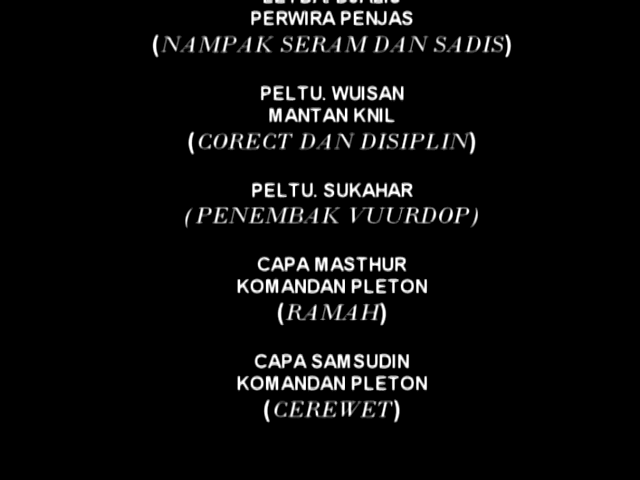 PERWIRA PENJAS
(NAMPAK SERAM DAN SADIS)
PELTU. WUISAN
MANTAN KNIL
(CORECT DAN DISIPLIN)
PELTU. SUKAHAR
(PENEMBAK VUURDOP)
CAPA MASTHUR
KOMANDAN PLETON
(RAMAH)
CAPA SAMSUDIN
KOMANDAN PLETON
(CEREWET)